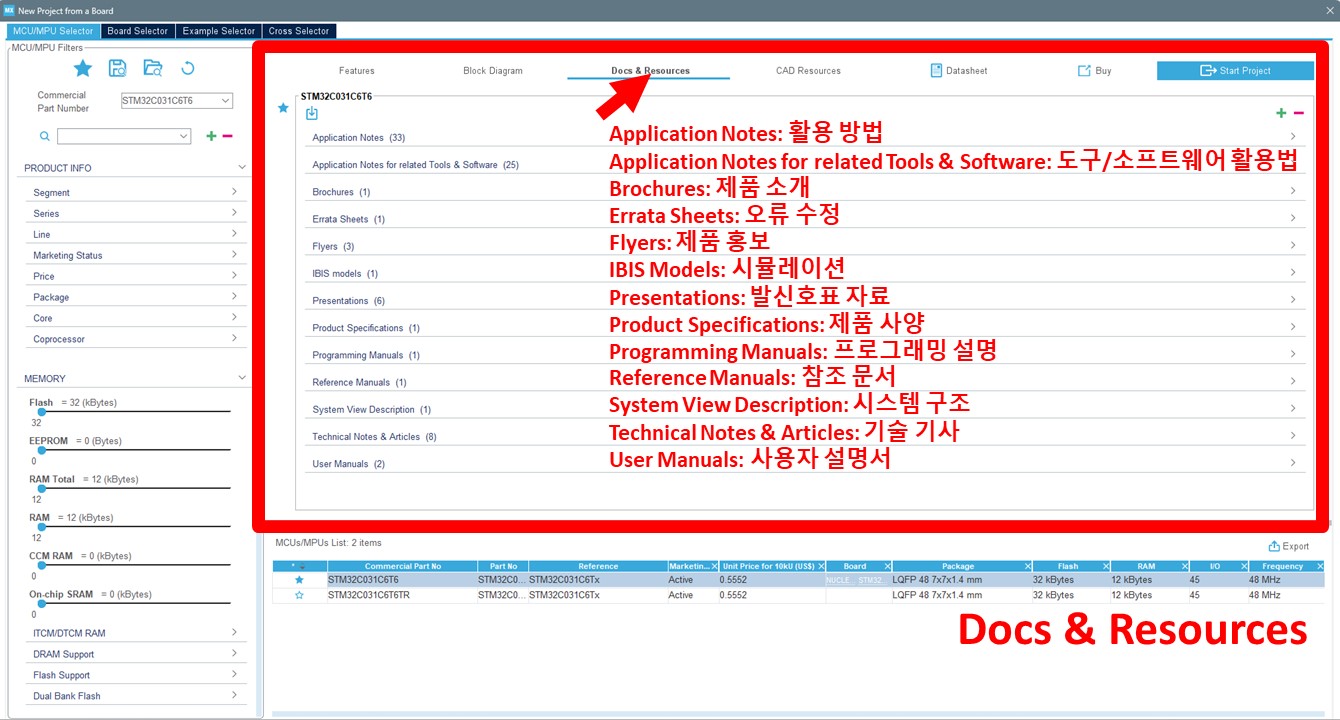 MX New Project from a Board
MCU/MPU Selector Board Selector Example Selector Cross Selector
MCU/MPU Filters
Commercial
Part Number
STM32C031C6T6
PRODUCT INFO
Segment
Series
Line
Marketing Status
Price
Package
Core
Coprocessor
MEMORY
Flash = 32 (kBytes)
32
EEPROM = 0 (Bytes)
0
RAM Total = 12 (kBytes)
12
RAM = 12 (kBytes)
12
CCM RAM = 0 (kBytes)
0
On-chip SRAM = 0 (kBytes)
0
ITCM/DTCM RAM
DRAM Support
Flash Support
Dual Bank Flash
Features Block Diagram Docs & Resources CAD Resources Datasheet Buy Start Project
STM32C031C6T6
Application Notes (33) Application Notes: 활용 방법
Application Notes for related Tools & Software (25) Application Notes for related Tools & Software: 도구/소프트웨어 활용법
Brochures (1) Brochures: 제품 소개
Errata Sheets (1) Errata Sheets: 오류 수정
Flyers (3) Flyers: 제품 홍보
IBIS models (1) IBIS Models: 시뮬레이션
Presentations (6) Presentations: 발신호표 자료
Product Specifications (1) Product Specifications: 제품 사양
Programming Manuals (1) Programming Manuals: 프로그래밍 설명
Reference Manuals (1) Reference Manuals: 참조 문서
System View Description (1) System View Description: 시스템 구조
Technical Notes & Articles (8) Technical Notes & Articles: 기술 기사
User Manuals (2) User Manuals: 사용자 설명서
MCUs/MPUs List: 2 items Export
* Commercial Part No Part No Reference Marketin... Unit Price for 10kU (US$) Board Package Flash RAM I/O Frequency
STM32C031C6T6 STM32C0... STM32C031C6Tx Active 0.5552 NUCLE... STM32... LQFP 48 7x7x1.4 mm 32 kBytes 12 kBytes 45 48 MHz
STM32C031C6T6TR STM32C0... STM32C031C6Tx Active 0.5552 LQFP 48 7x7x1.4 mm 32 kBytes 12 kBytes 45 48 MHz
Docs & Resources